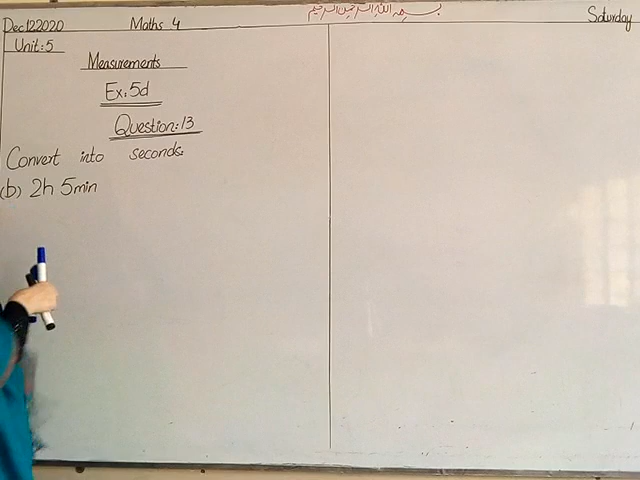 Dec 12 2020 Maths 4 بسم الله الرحمن الرحيم Saturday
Unit:5
Measurements
Ex:5d
Question:13
Convert into seconds:
(b) 2h 5min